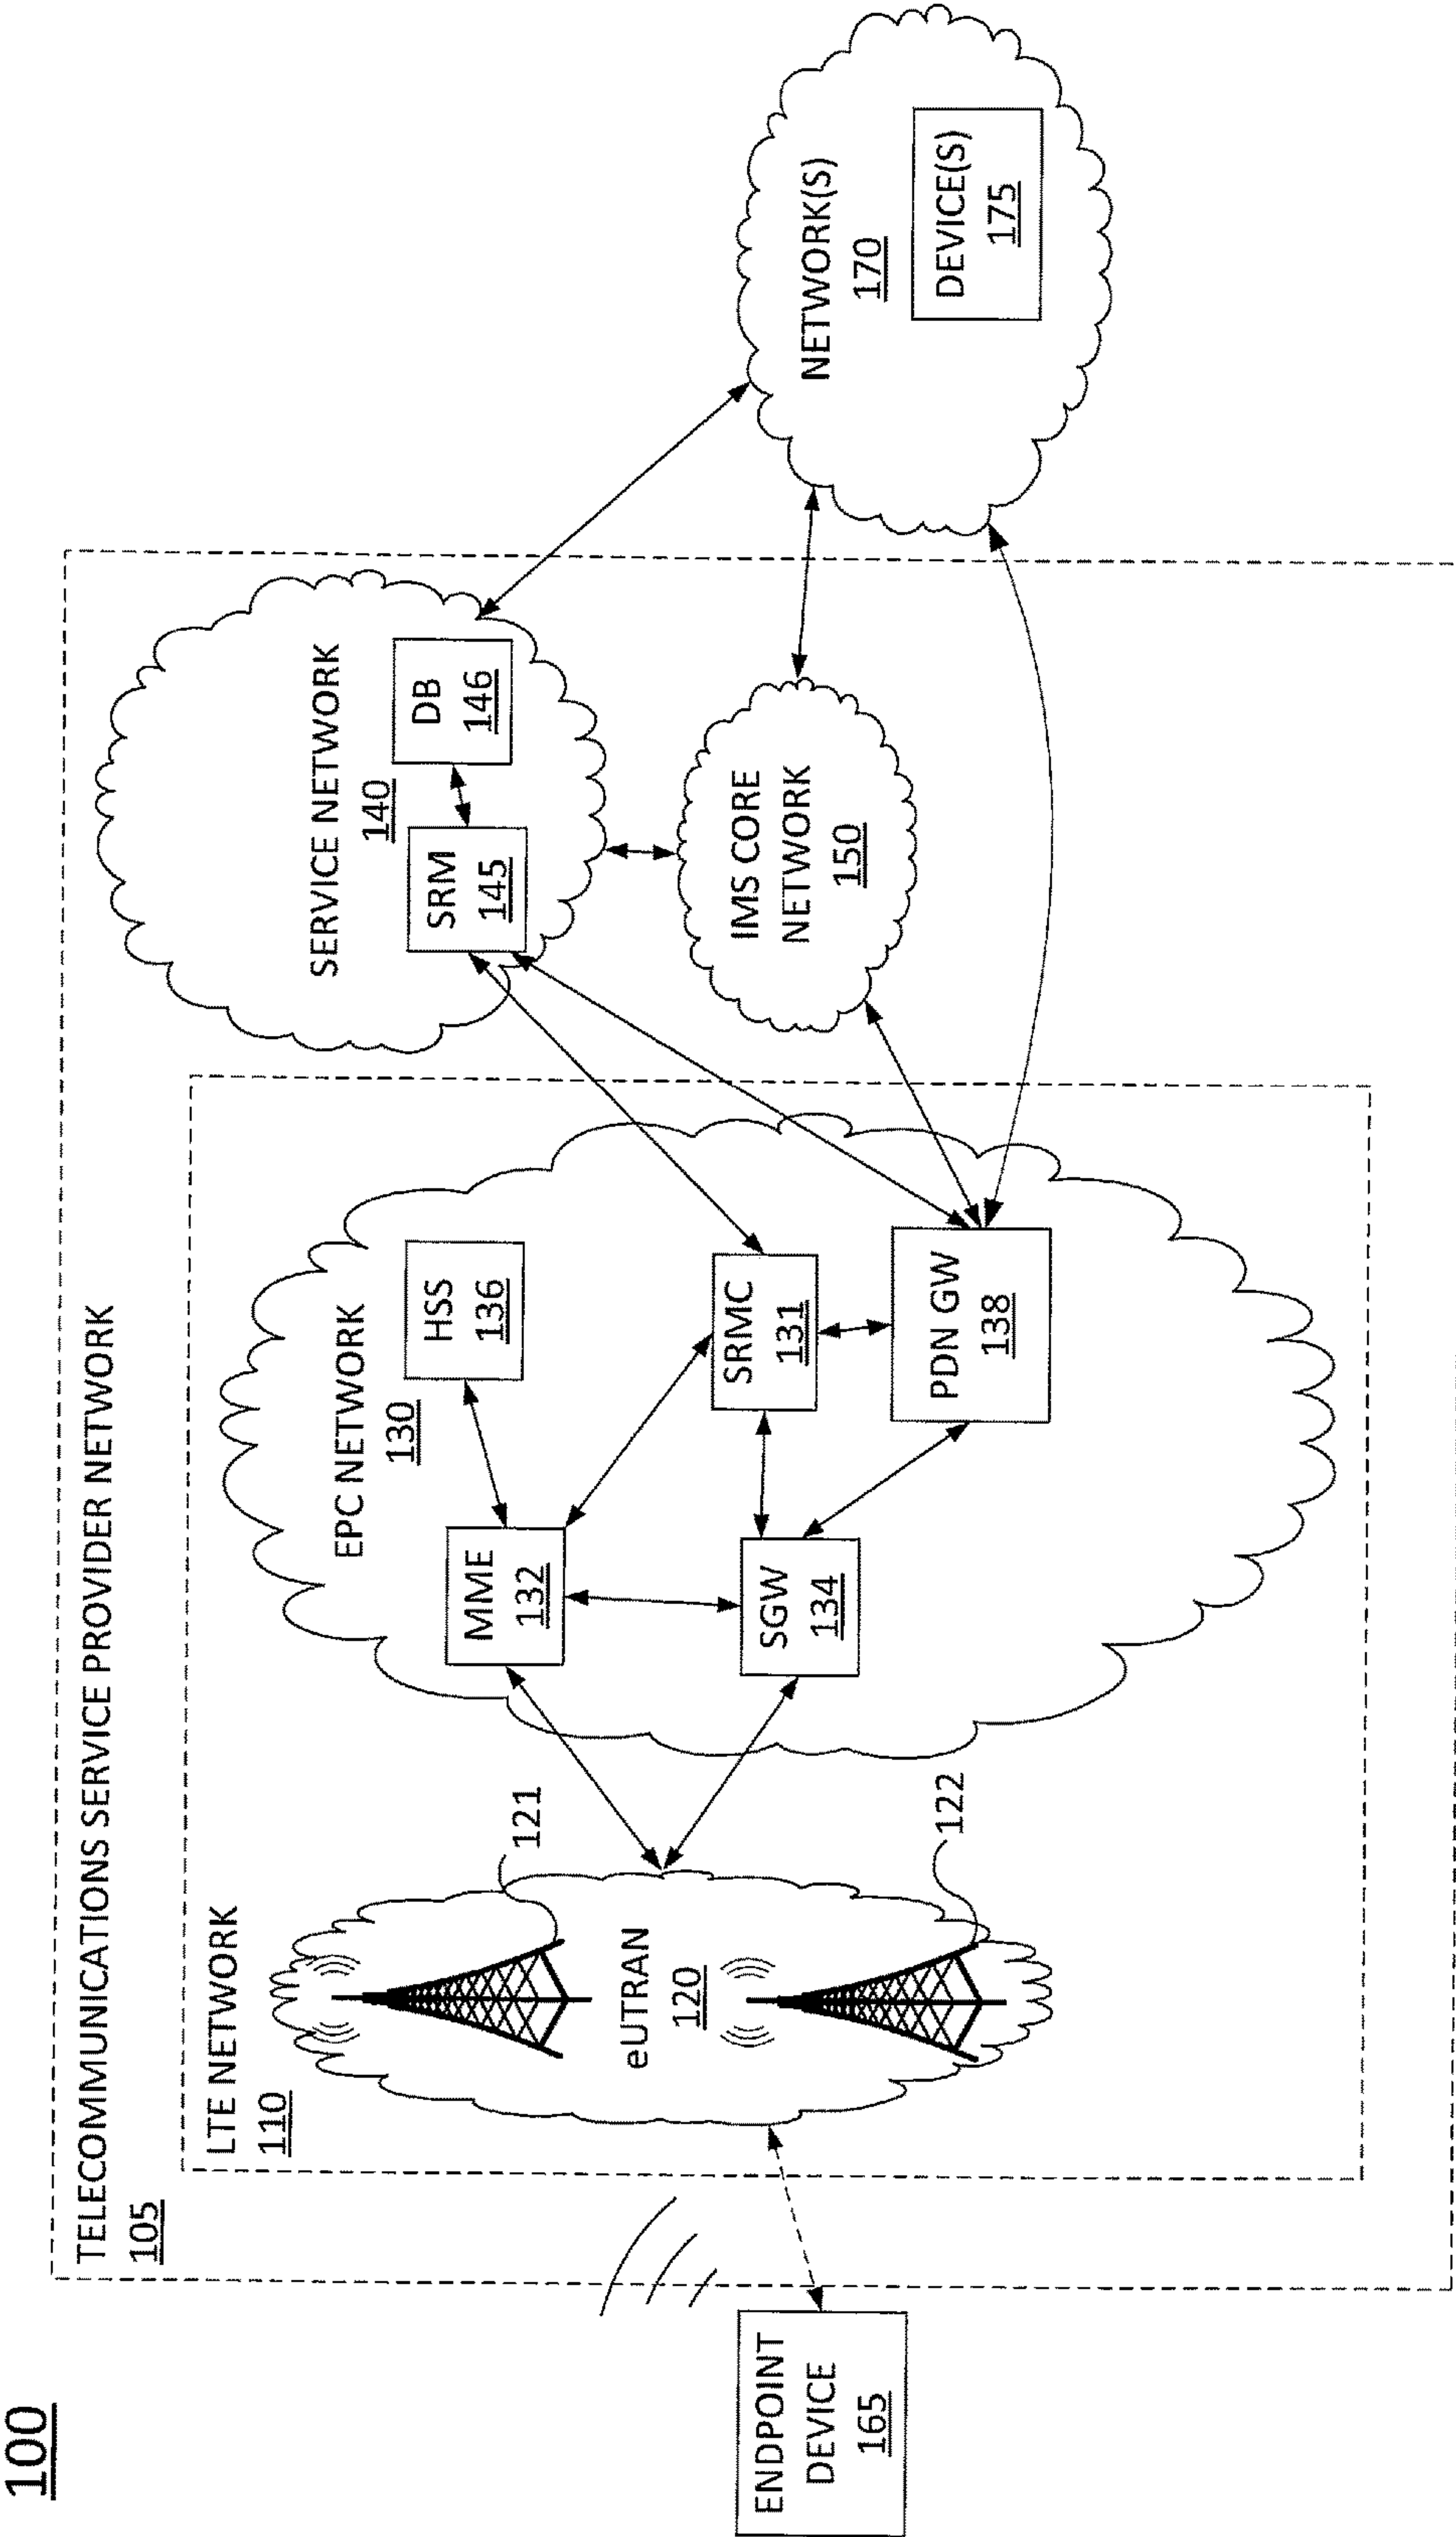 100
TELECOMMUNICATIONS SERVICE PROVIDER NETWORK
105
LTE NETWORK
110
eUTRAN
120
121
122
EPC NETWORK
130
MME
132
HSS
136
SGW
134
SRMC
131
PDN GW
138
SERVICE NETWORK
140
SRM
145
DB
146
IMS CORE
NETWORK
150
NETWORK(S)
170
DEVICE(S)
175
ENDPOINT
DEVICE
165